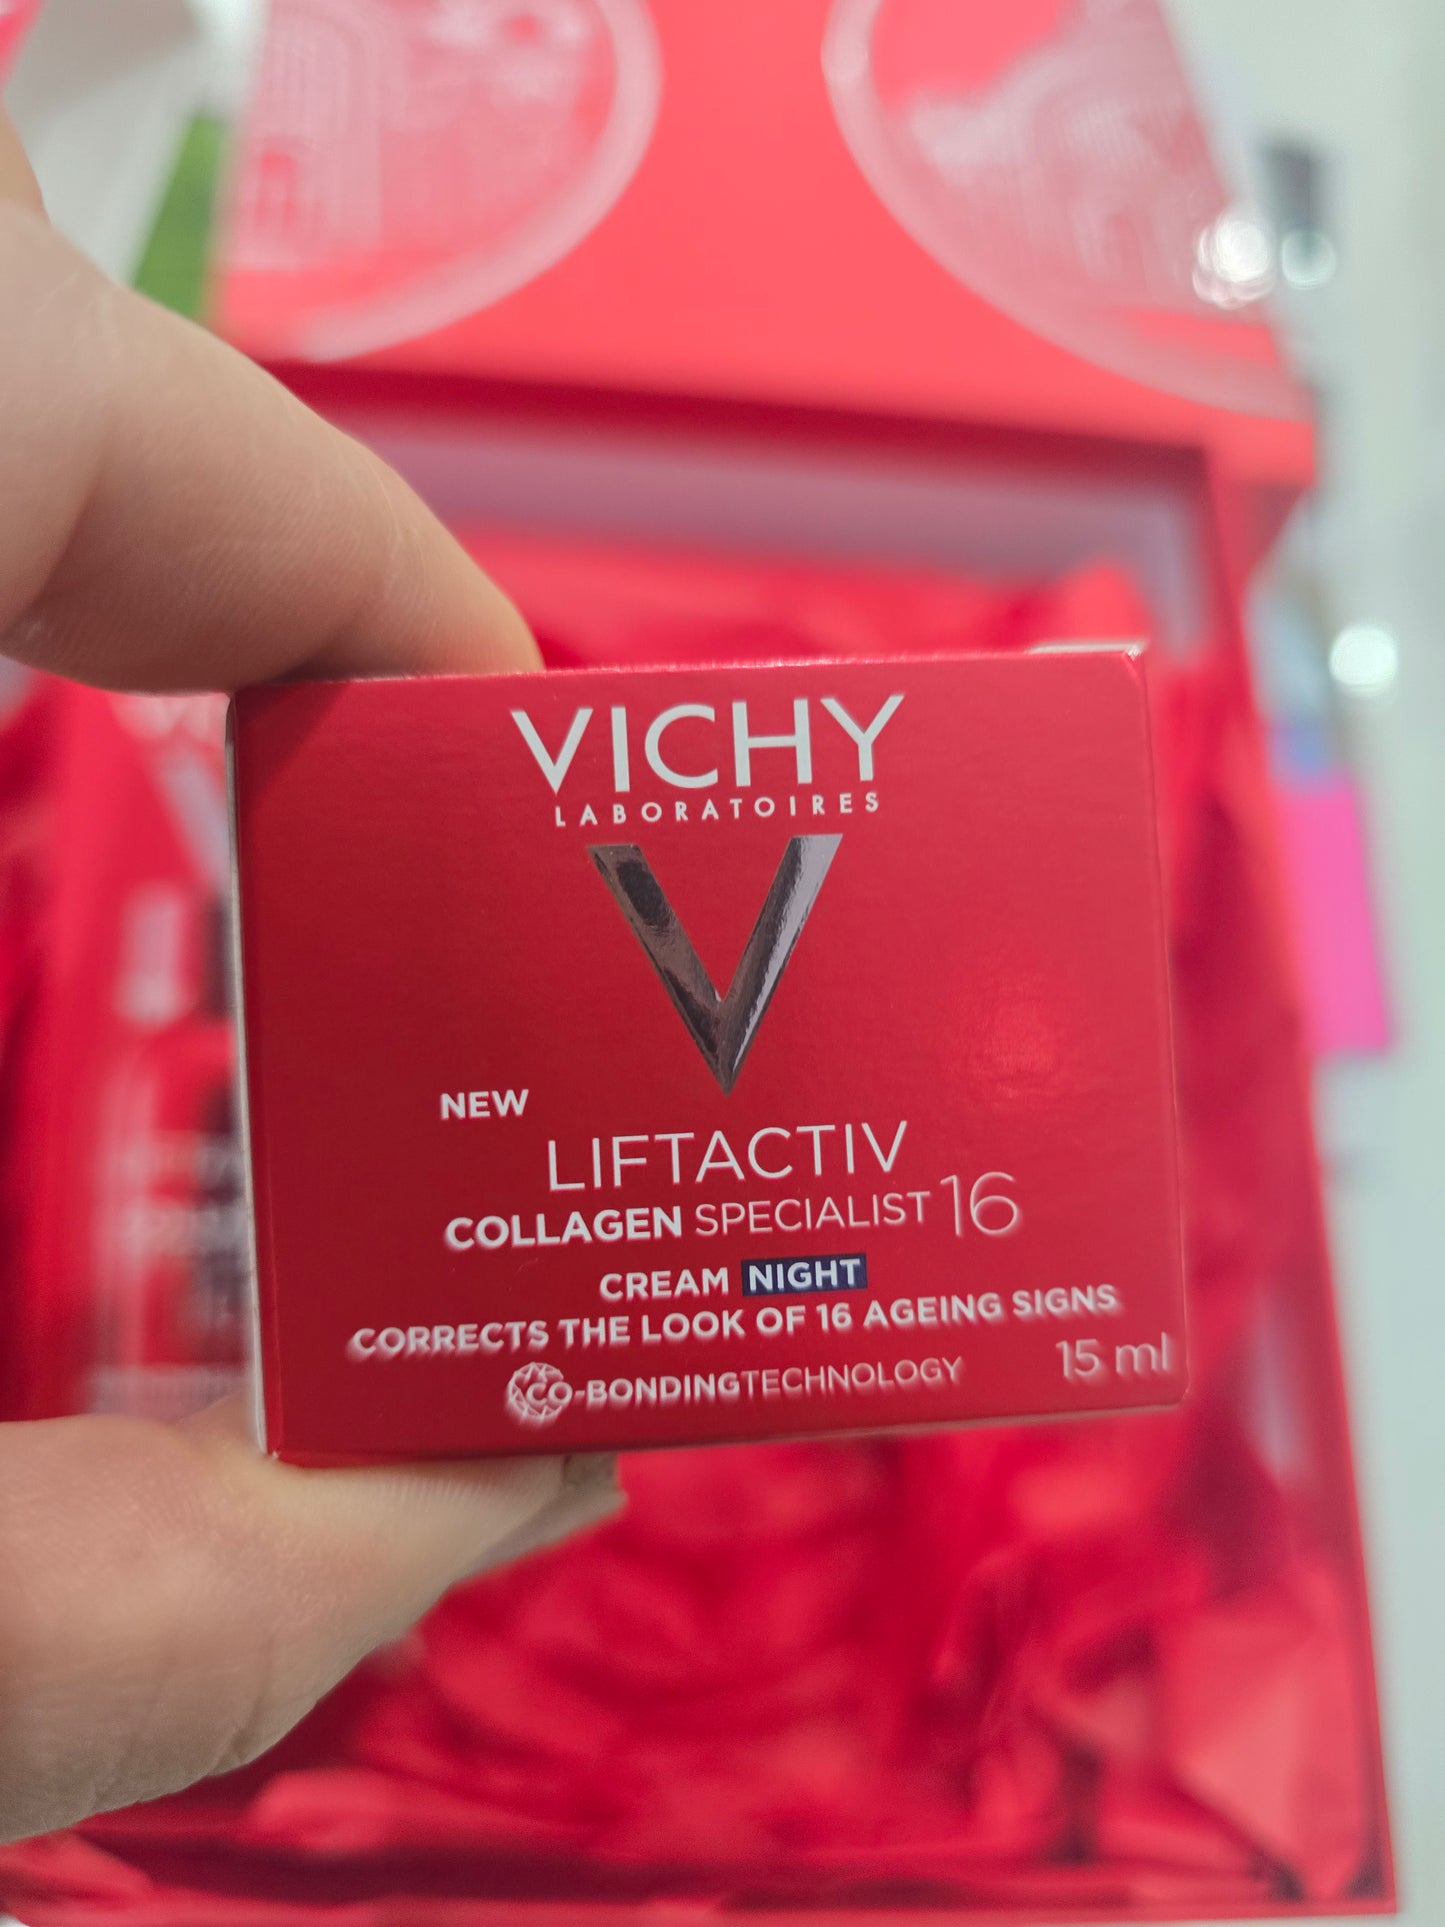 VICHY
LABORATOIRES
V
NEW
LIFTACTIV
COLLAGEN SPECIALIST 16
CREAM NIGHT
CORRECTS THE LOOK OF 16 AGEING SIGNS
15 ml
CO-BONDINGTECHNOLOGY